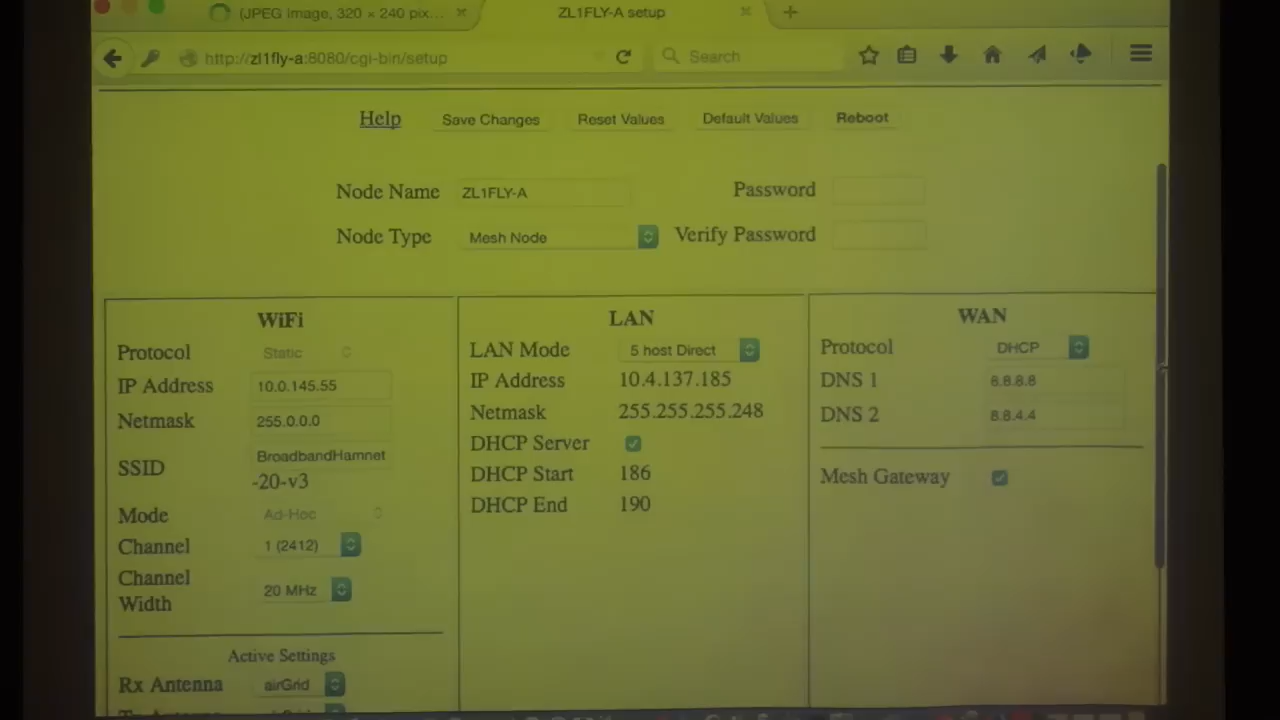 (JPEG Image, 320 × 240 pix...
ZL1FLY-A setup
http://zl1fly-a:8080/cgi-bin/setup
Search
Help Save Changes Reset Values Default Values Reboot
Node Name ZL1FLY-A Password
Node Type Mesh Node Verify Password
WiFi
Protocol Static
IP Address 10.0.145.55
Netmask 255.0.0.0
SSID BroadbandHamnet
-20-v3
Mode Ad-Hoc
Channel 1 (2412)
Channel
Width 20 MHz
Active Settings
Rx Antenna airGrid
LAN
LAN Mode 5 host Direct
IP Address 10.4.137.185
Netmask 255.255.255.248
DHCP Server
DHCP Start 186
DHCP End 190
WAN
Protocol DHCP
DNS 1 8.8.8.8
DNS 2 8.8.4.4
Mesh Gateway